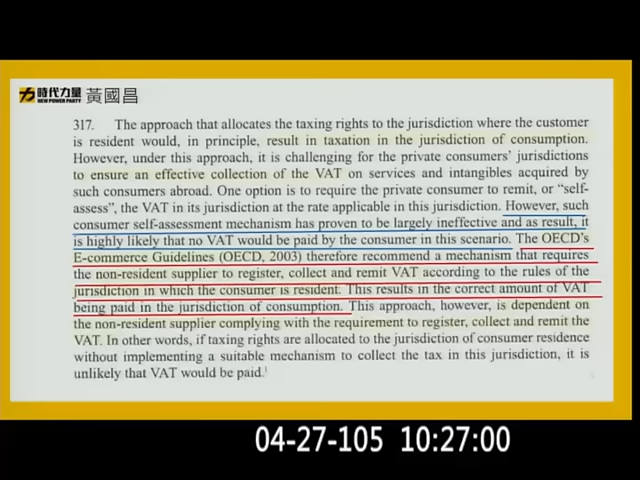 時代力量 黃國昌
NEW POWER PARTY
317. The approach that allocates the taxing rights to the jurisdiction where the customer
is resident would, in principle, result in taxation in the jurisdiction of consumption.
However, under this approach, it is challenging for the private consumers' jurisdictions
to ensure an effective collection of the VAT on services and intangibles acquired by
such consumers abroad. One option is to require the private consumer to remit, or "self-
assess", the VAT in its jurisdiction at the rate applicable in this jurisdiction. However, such
consumer self-assessment mechanism has proven to be largely ineffective and as result, it
is highly likely that no VAT would be paid by the consumer in this scenario. The OECD's
E-commerce Guidelines (OECD, 2003) therefore recommend a mechanism that requires
the non-resident supplier to register, collect and remit VAT according to the rules of the
jurisdiction in which the consumer is resident. This results in the correct amount of VAT
being paid in the jurisdiction of consumption. This approach, however, is dependent on
the non-resident supplier complying with the requirement to register, collect and remit the
VAT. In other words, if taxing rights are allocated to the jurisdiction of consumer residence
without implementing a suitable mechanism to collect the tax in this jurisdiction, it is
unlikely that VAT would be paid.
04-27-105 10:27:00